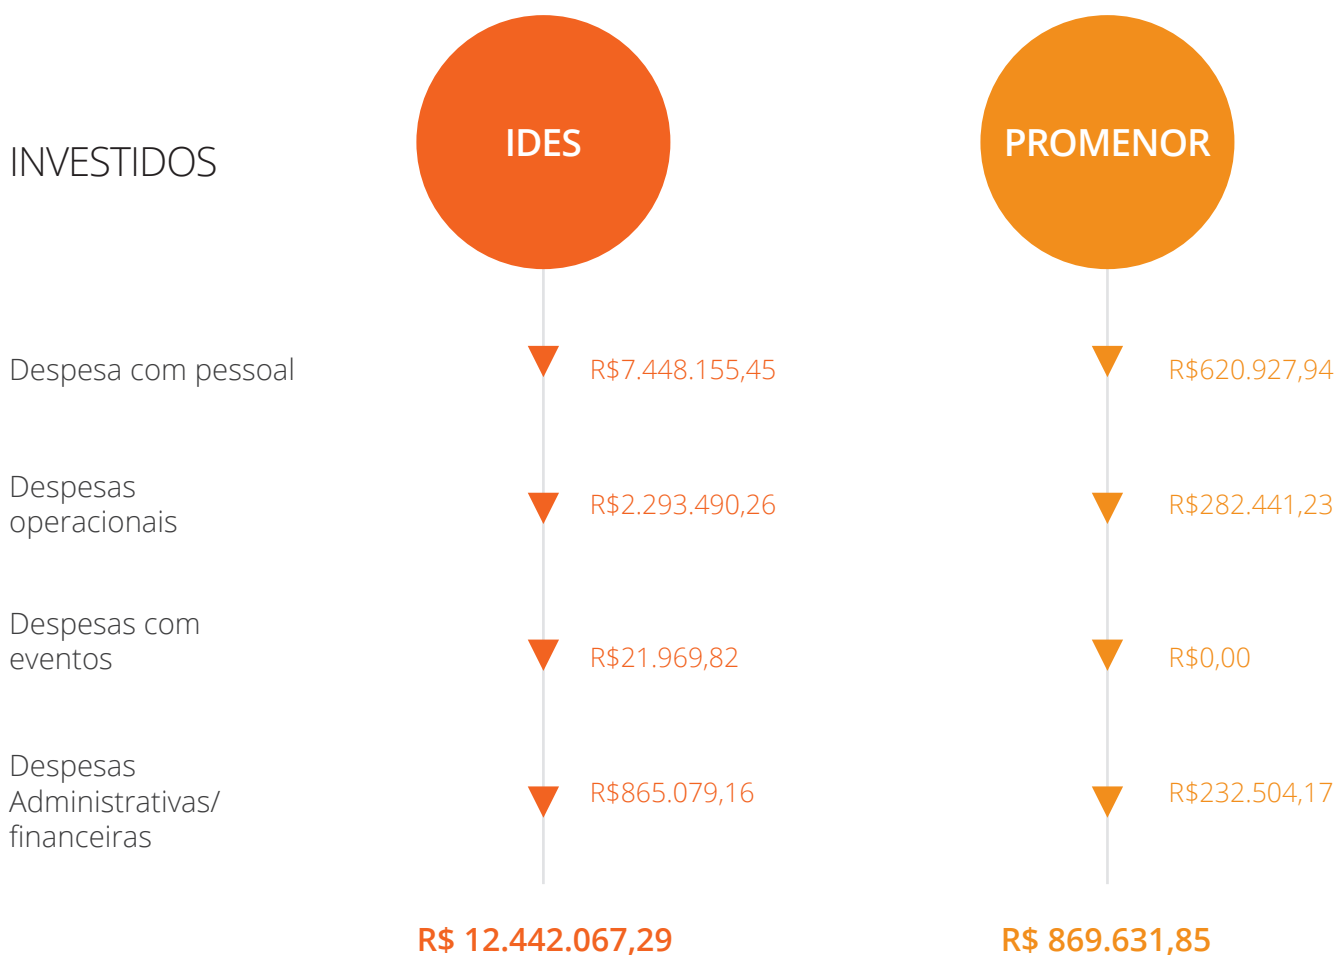 INVESTIDOS
IDES
PROMENOR
Despesa com pessoal
R$7.448.155,45
R$620.927,94
Despesas
operacionais
R$2.293.490,26
R$282.441,23
Despesas com
eventos
R$21.969,82
R$0,00
Despesas
Administrativas/
financeiras
R$865.079,16
R$232.504,17
R$ 12.442.067,29
R$ 869.631,85